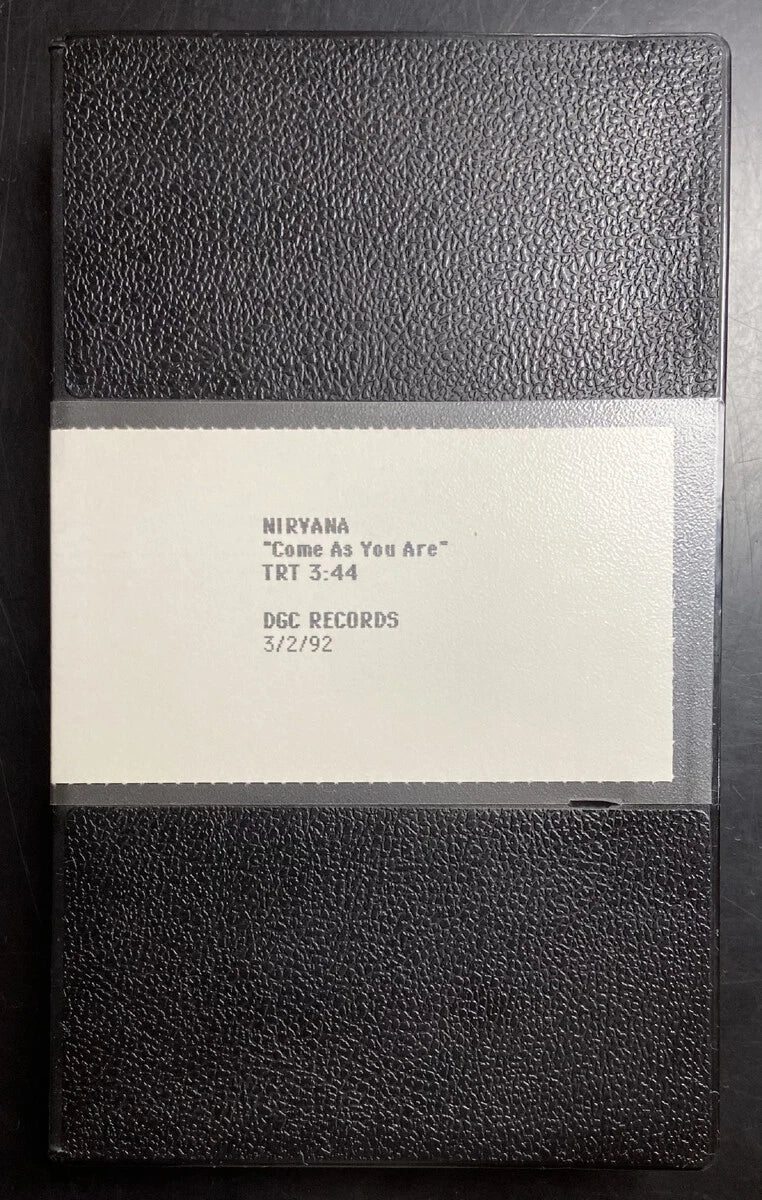 NIRVANA
"Come As You Are"
TRT 3:44
DGC RECORDS
3/2/92